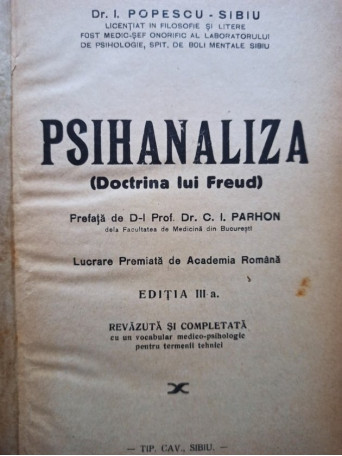 Dr. I. POPESCU - SIBIU
LICENȚIAT IN FILOSOFIE ȘI LITERE
FOST MEDIC-ȘEF ONORIFIC AL LABORATORULUI
DE PSIHOLOGIE, SPIT. DE BOLI MENTALE SIBIU
PSIHANALIZA
(Doctrina lui Freud)
Prefață de D-l Prof. Dr. C. I. PARHON
dela Facultatea de Medicină din București
Lucrare Premiată de Academia Română
EDIȚIA III-a.
REVĂZUTĂ ȘI COMPLETATĂ
cu un vocabular medico-psihologic
pentru termenii tehnici
— TIP. CAV., SIBIU. —